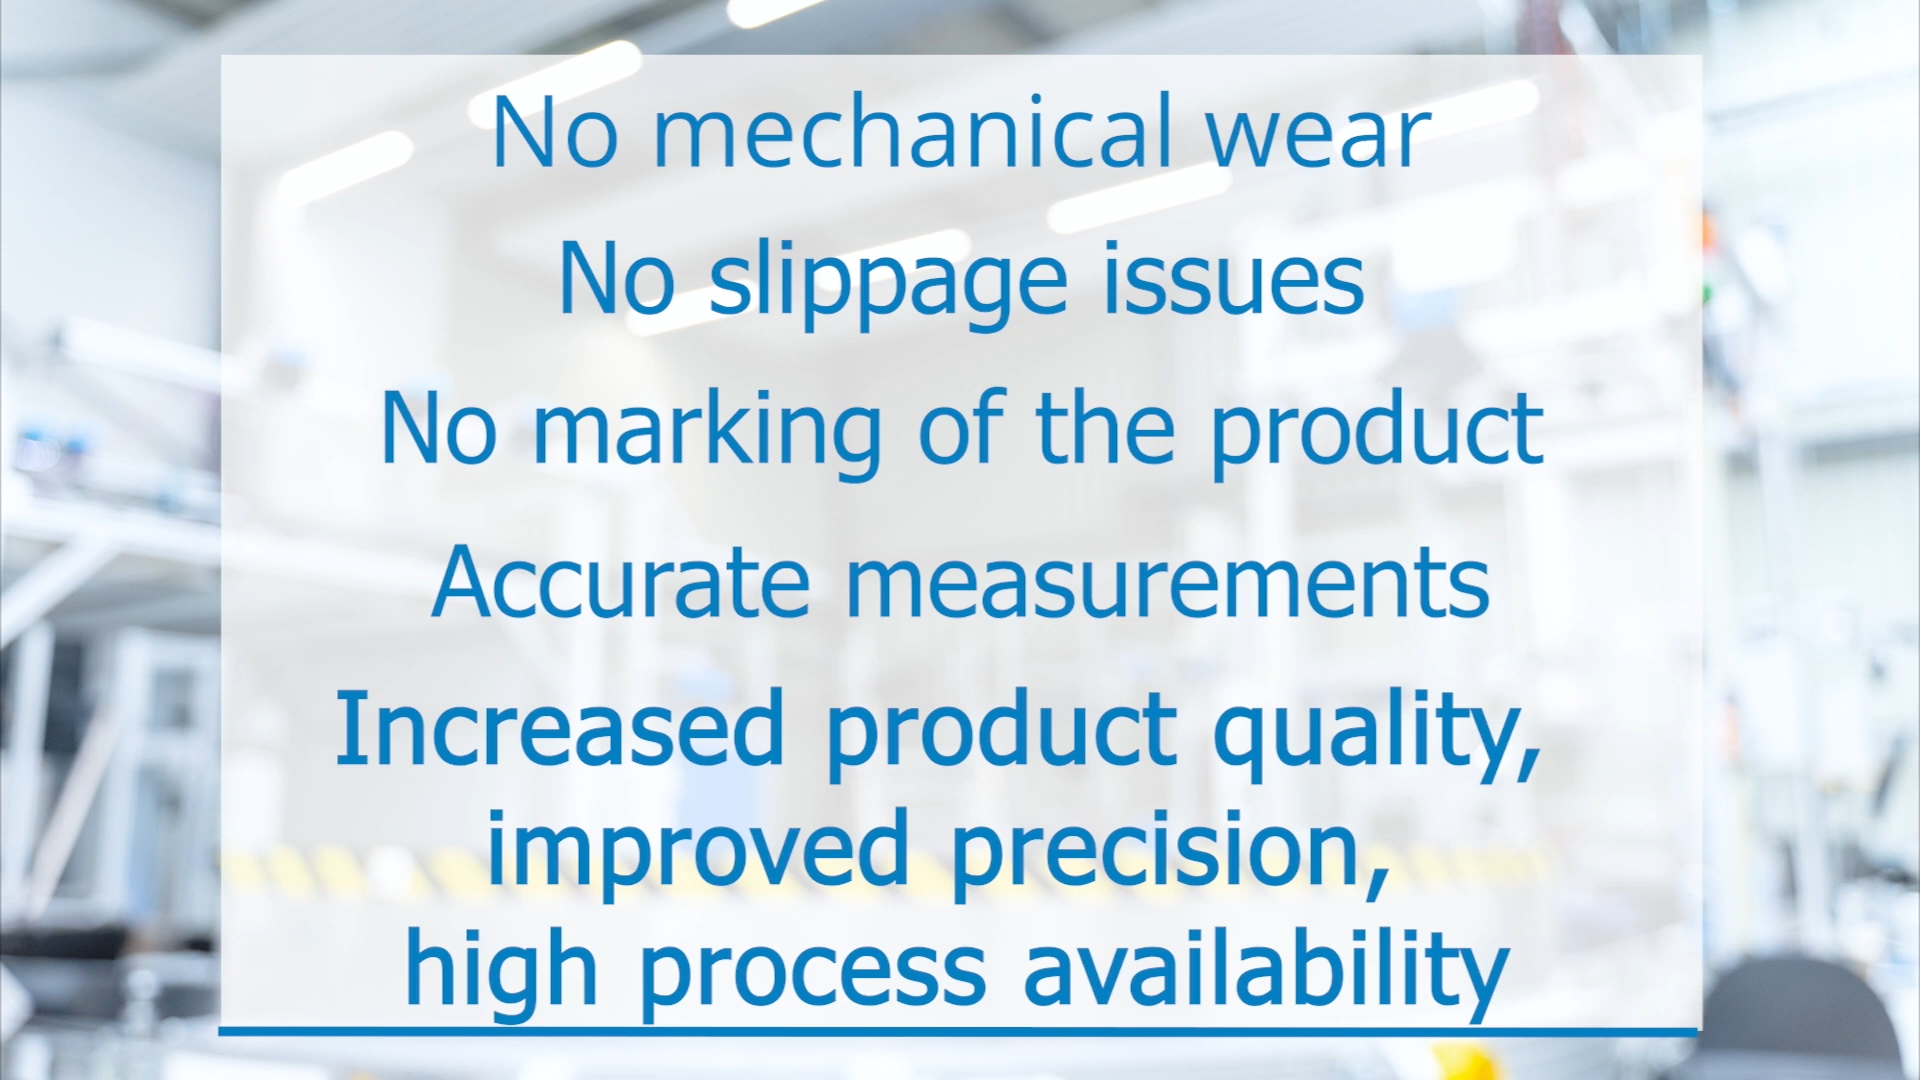 No mechanical wear
No slippage issues
No marking of the product
Accurate measurements
Increased product quality,
improved precision,
high process availability